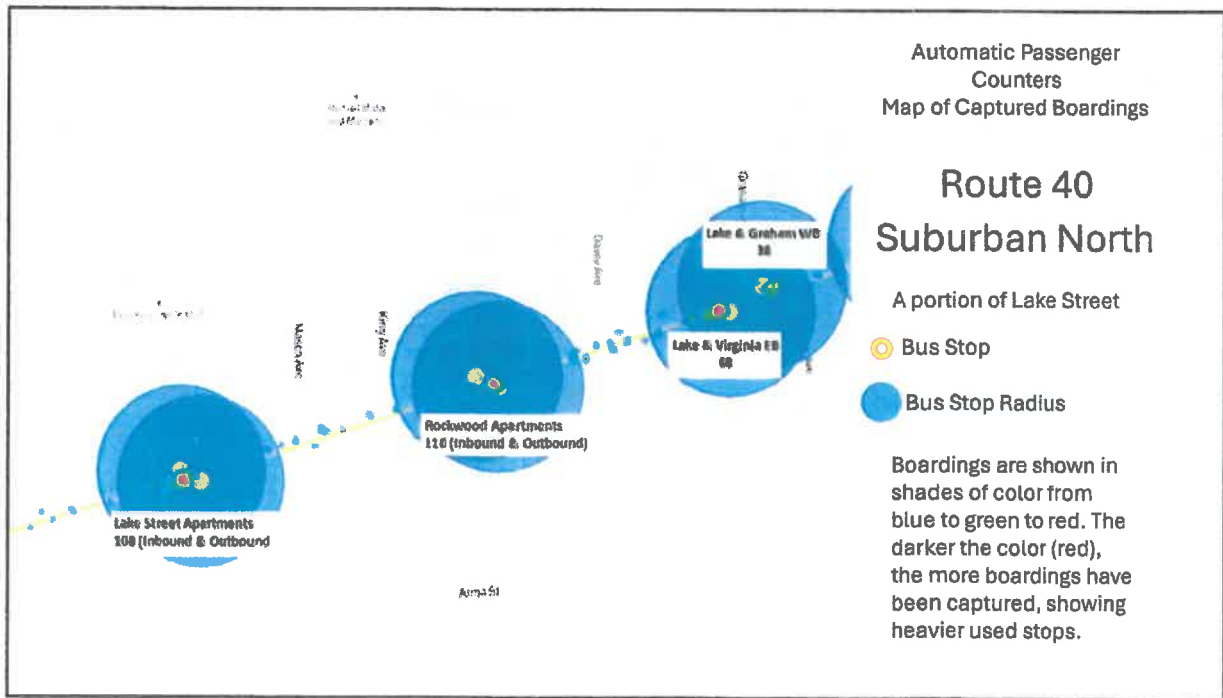 Automatic Passenger
Counters
Map of Captured Boardings
Route 40
Suburban North
A portion of Lake Street
Bus Stop
Bus Stop Radius
Boardings are shown in
shades of color from
blue to green to red. The
darker the color (red),
the more boardings have
been captured, showing
heavier used stops.
Lake & Graham WB
Lake & Virginia EB
68
Rockwood Apartments
110 (Inbound & Outbound)
Lake Street Apartments
108 (Inbound & Outbound